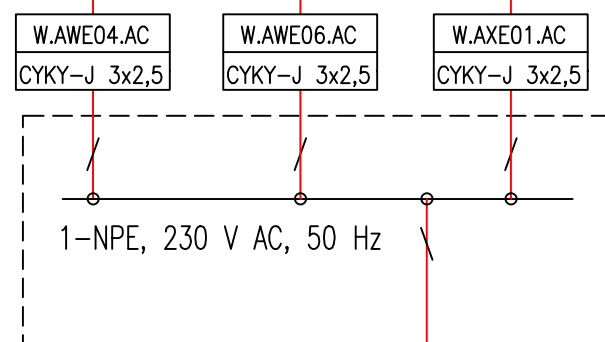 W.AWE04.AC
CYKY-J 3x2,5
W.AWE06.AC
CYKY-J 3x2,5
W.AXE01.AC
CYKY-J 3x2,5
1-NPE, 230 V AC, 50 Hz